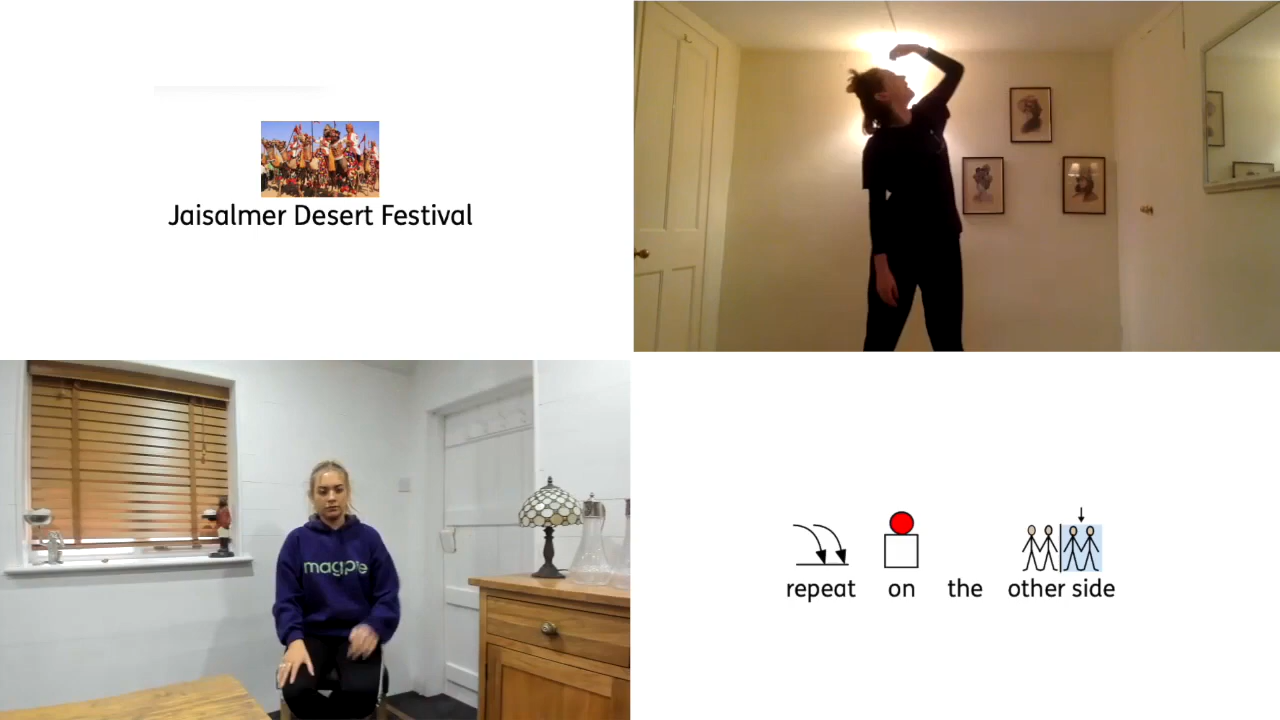 Jaisalmer Desert Festival
magpie
repeat on the other side